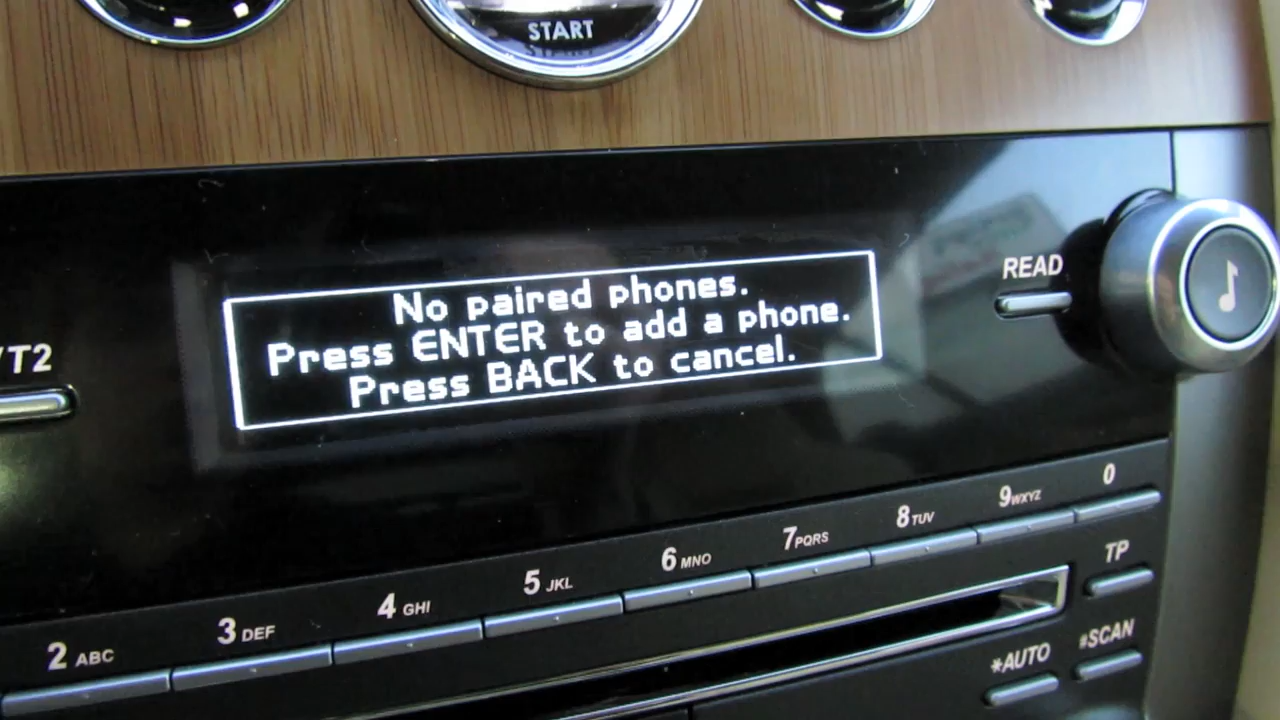 START
No paired phones.
Press ENTER to add a phone.
Press BACK to cancel.
READ
/T2
2 ABC
3 DEF
4 GHI
5 JKL
6 MNO
7 PQRS
8 TUV
9 WXYZ
0
TP
*AUTO
#SCAN